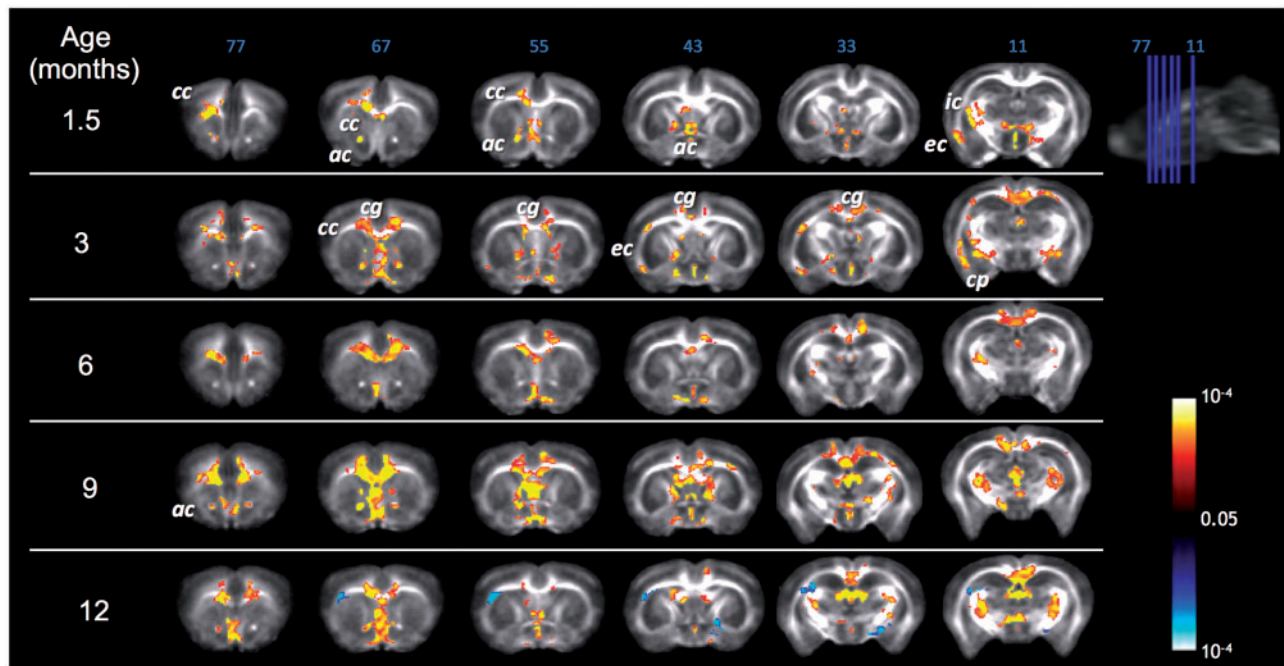 Age
(months)
77 67 55 43 33 11 77 11
1.5
cc cc ac cc ac ac ic ec
3
cc cg cg ec cg cg cp
6
9
ac
12
10-4
0.05
10-4